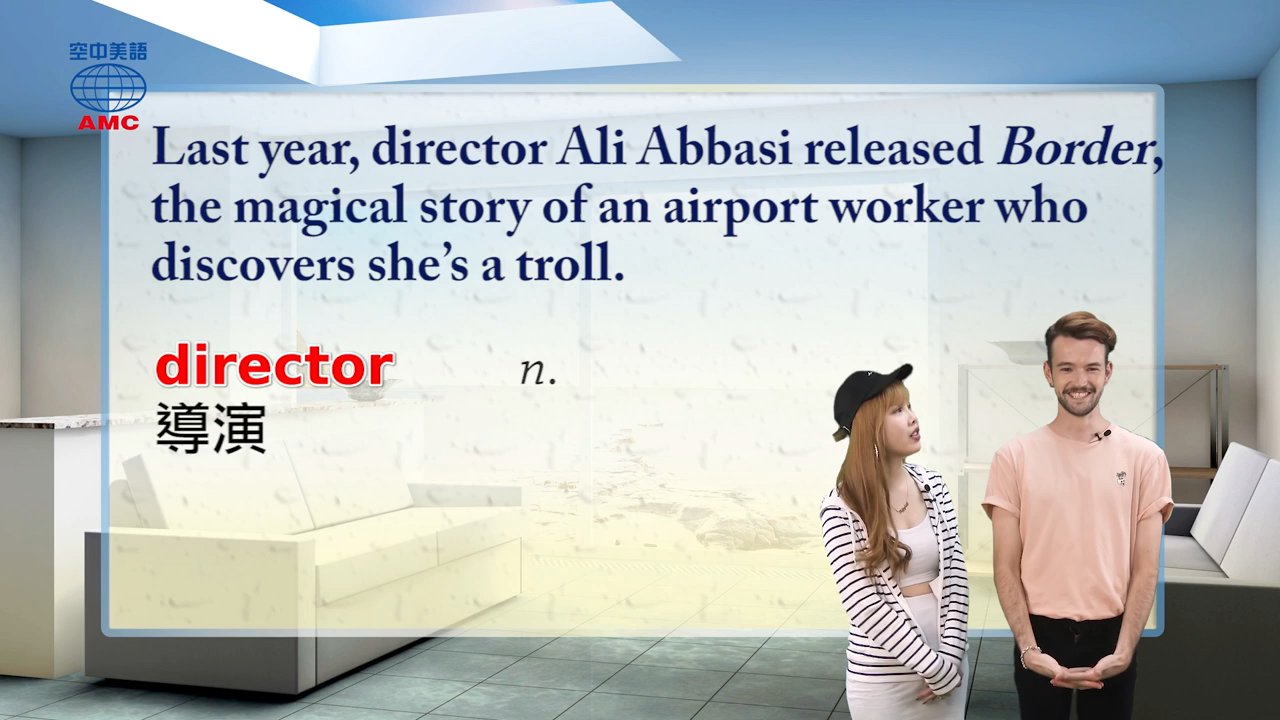 空中美語
AMC
Last year, director Ali Abbasi released Border,
the magical story of an airport worker who
discovers she's a troll.
director n.
導演